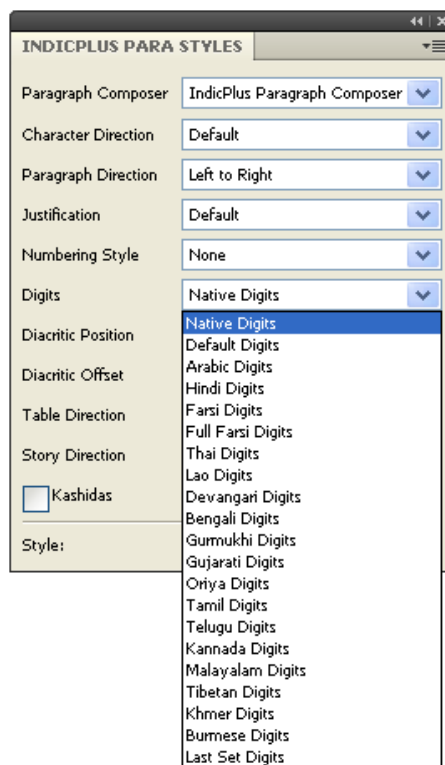 INDICPLUS PARA STYLES
Paragraph Composer IndicPlus Paragraph Composer
Character Direction Default
Paragraph Direction Left to Right
Justification Default
Numbering Style None
Digits Native Digits
Diacritic Position
Diacritic Offset
Table Direction
Story Direction
Kashidas
Style:
Native Digits
Default Digits
Arabic Digits
Hindi Digits
Farsi Digits
Full Farsi Digits
Thai Digits
Lao Digits
Devangari Digits
Bengali Digits
Gurmukhi Digits
Gujarati Digits
Oriya Digits
Tamil Digits
Telugu Digits
Kannada Digits
Malayalam Digits
Tibetan Digits
Khmer Digits
Burmese Digits
Last Set Digits